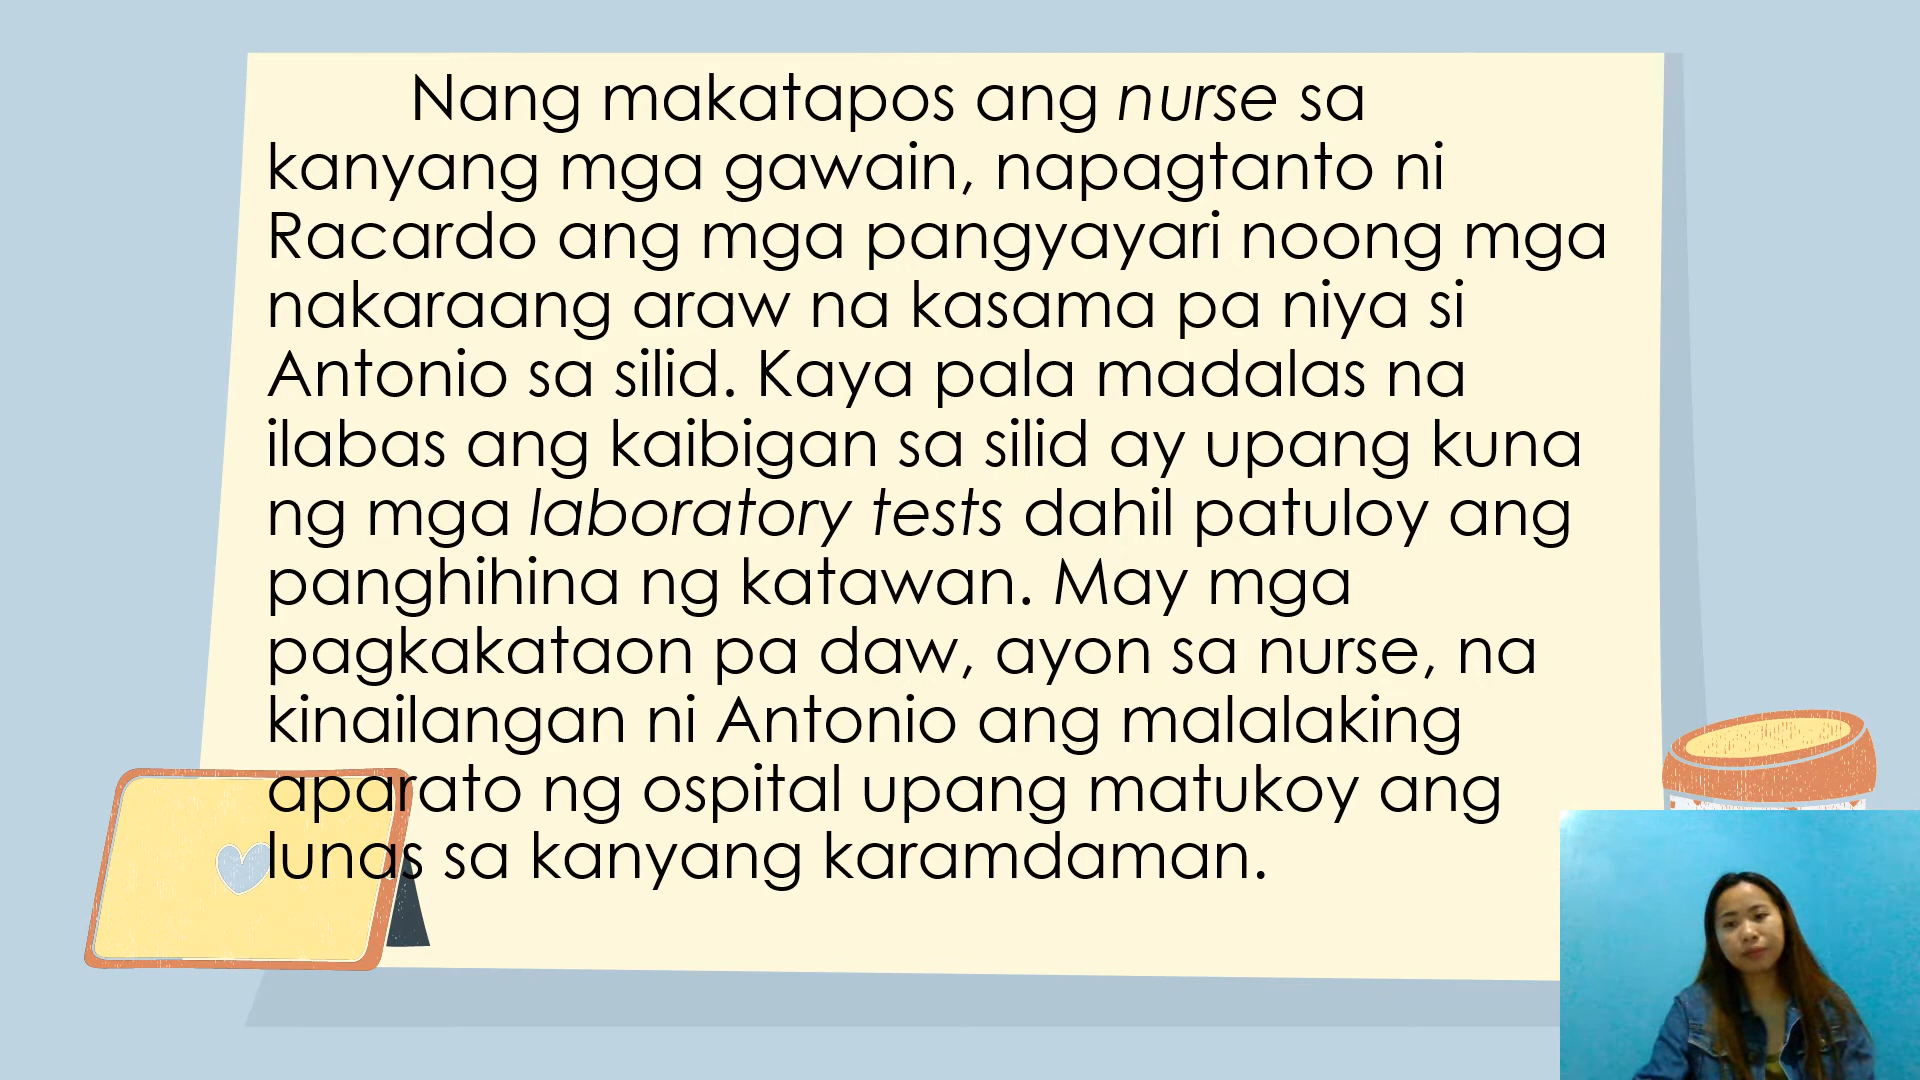 Nang makatapos ang nurse sa
kanyang mga gawain, napagtanto ni
Racardo ang mga pangyayari noong mga
nakaraang araw na kasama pa niya si
Antonio sa silid. Kaya pala madalas na
ilabas ang kaibigan sa silid ay upang kuna
ng mga laboratory tests dahil patuloy ang
panghihina ng katawan. May mga
pagkakataon pa daw, ayon sa nurse, na
kinailangan ni Antonio ang malalaking
aparato ng ospital upang matukoy ang
lunas sa kanyang karamdaman.